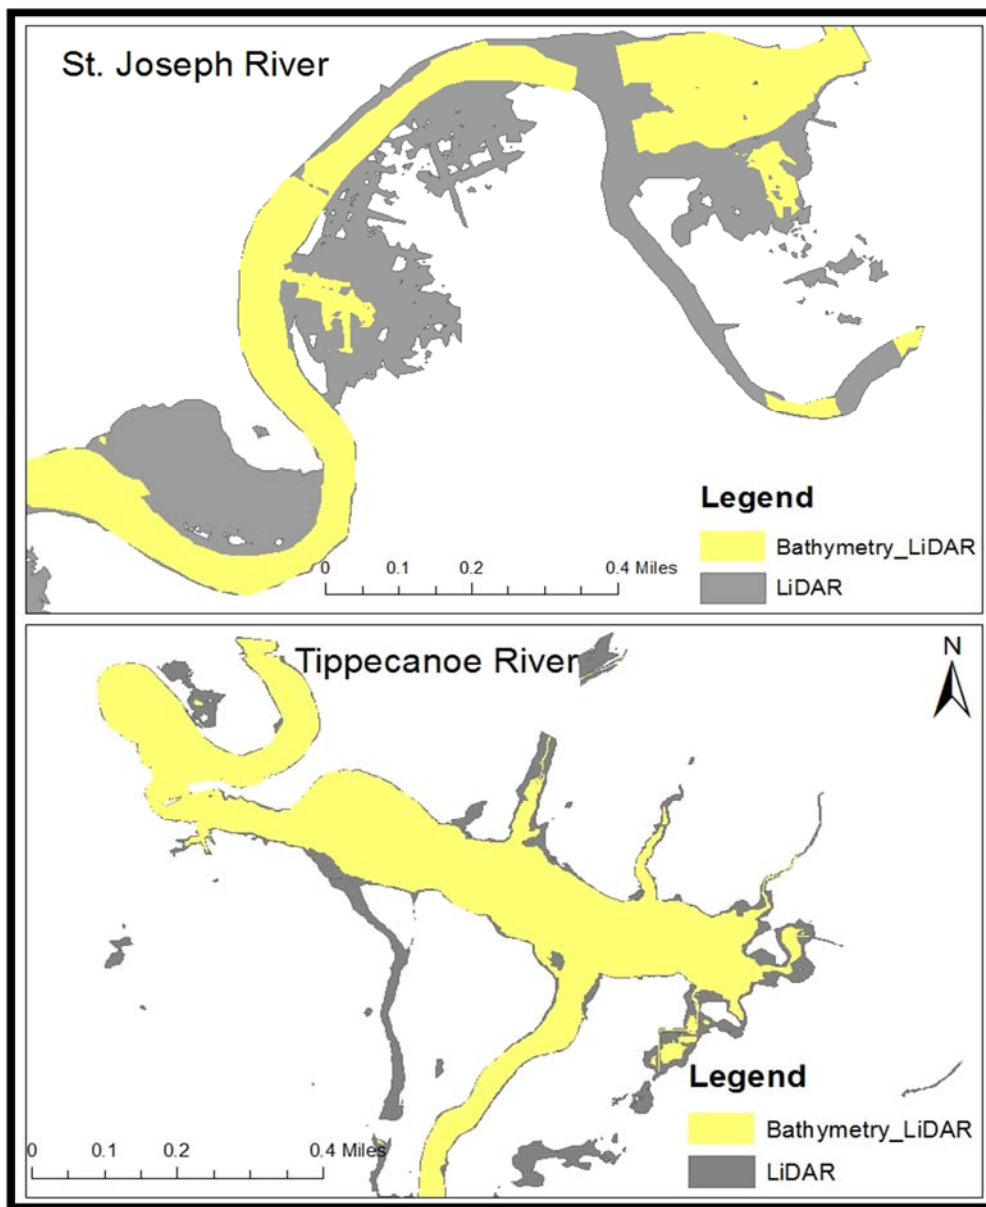 St. Joseph River
Legend
Bathymetry_LiDAR
LiDAR
0 0.1 0.2 0.4 Miles
Tippecanoe River
N
Legend
Bathymetry_LiDAR
LiDAR
0 0.1 0.2 0.4 Miles